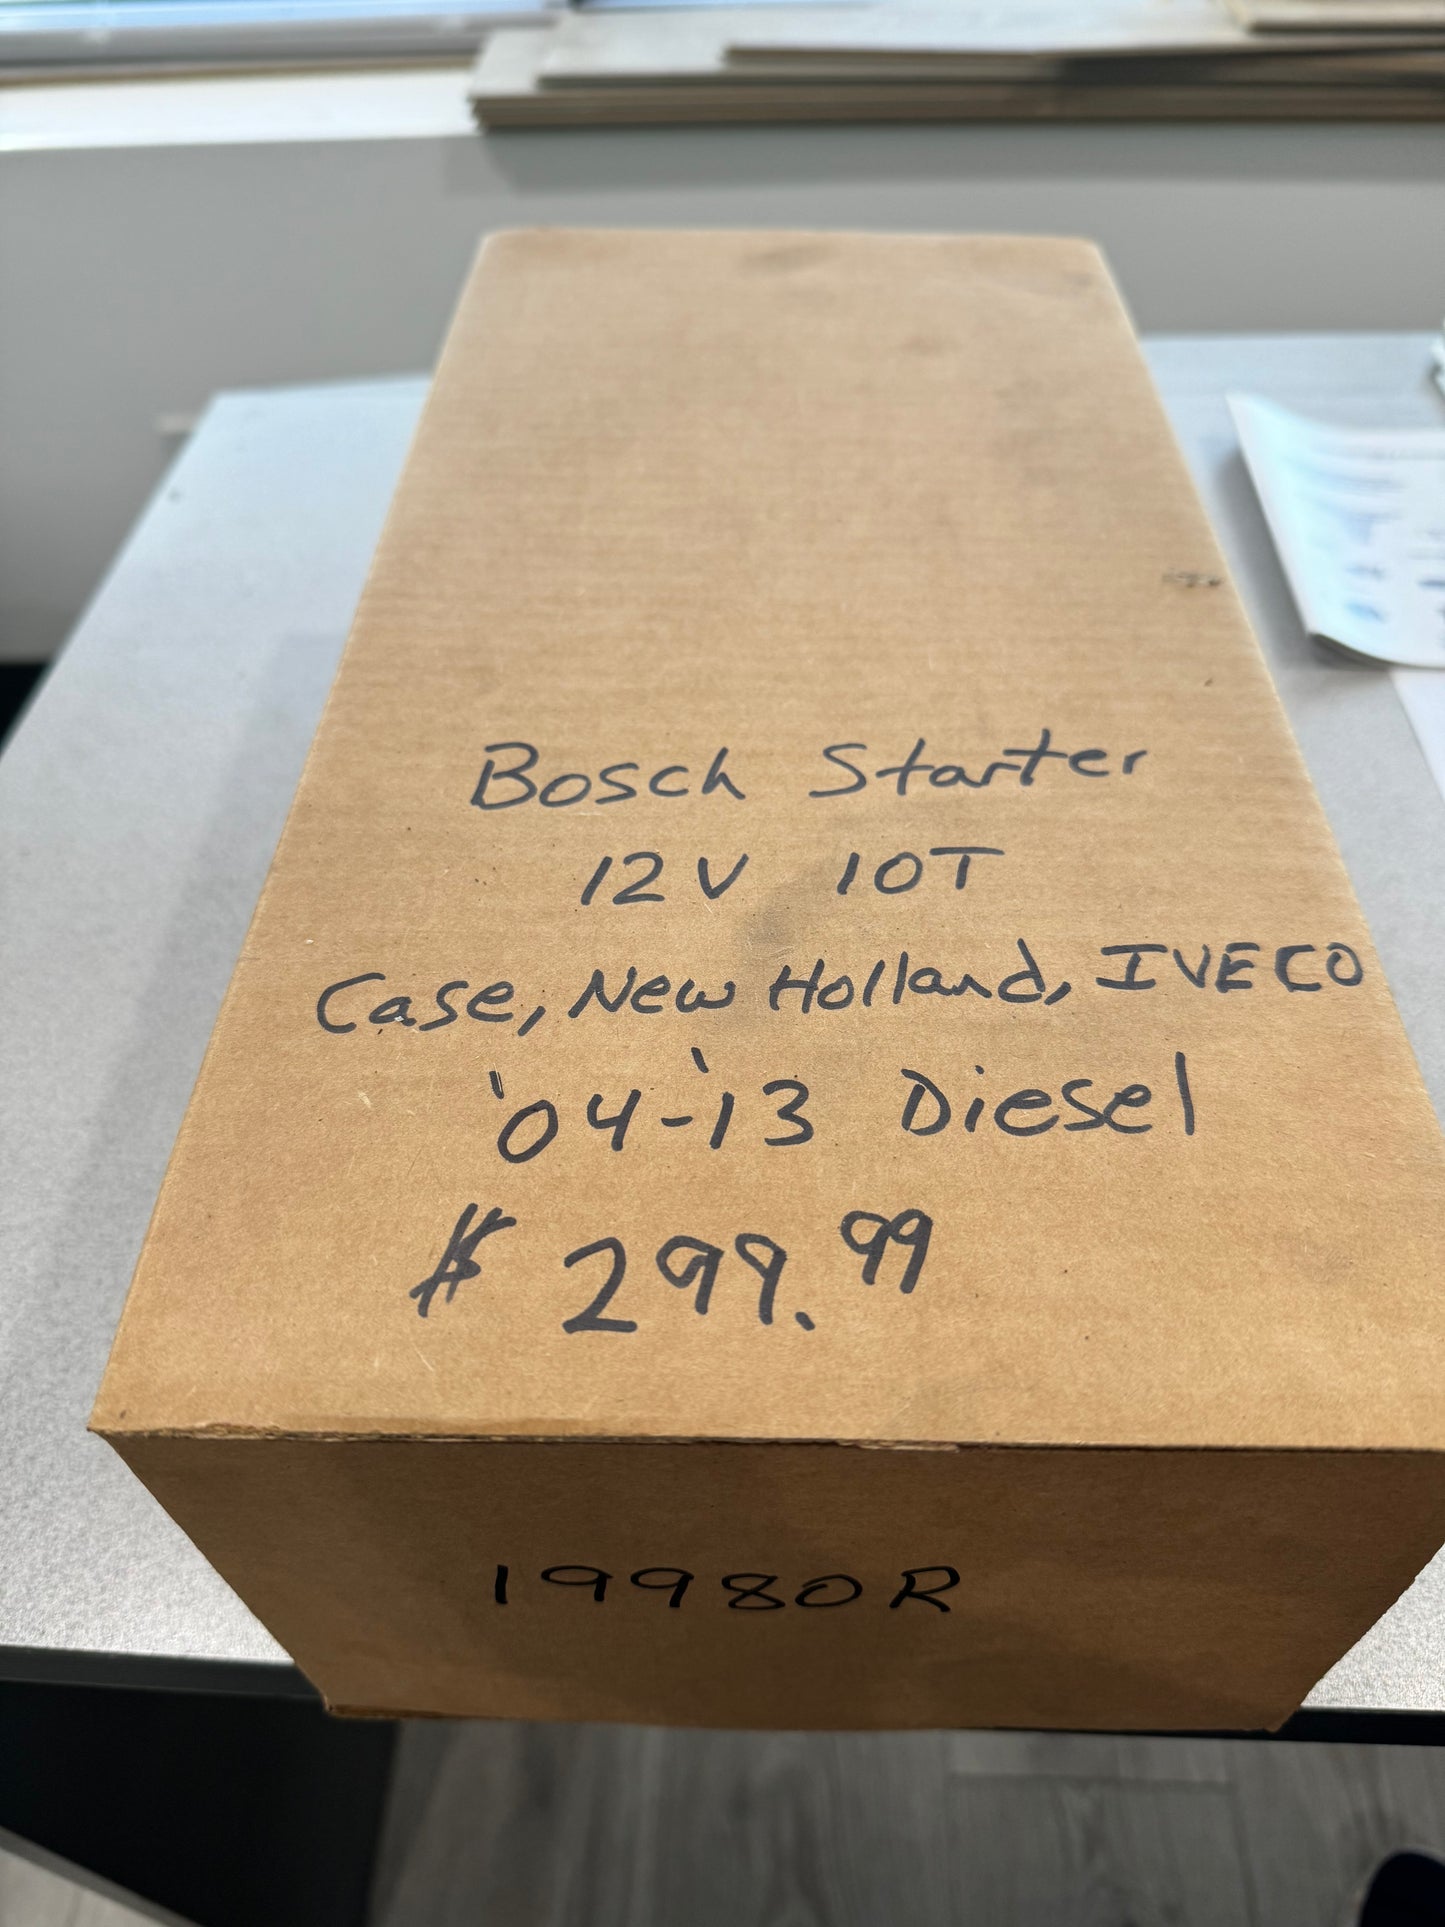 Bosch Starter
12V 10T
Case, New Holland, IVECO
'04-'13 Diesel
$ 299.99
19980R